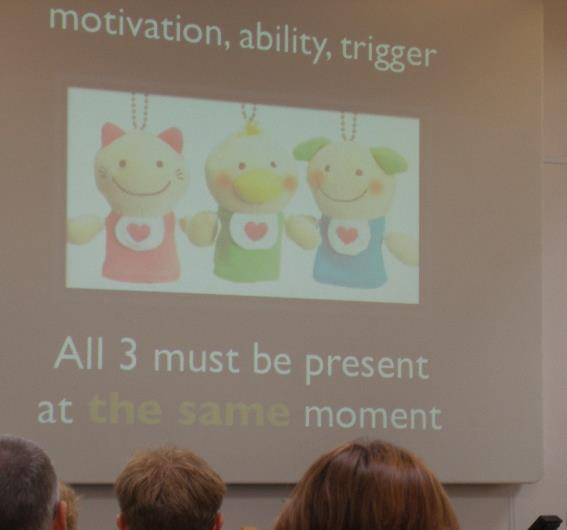 motivation, ability, trigger
All 3 must be present
at the same moment